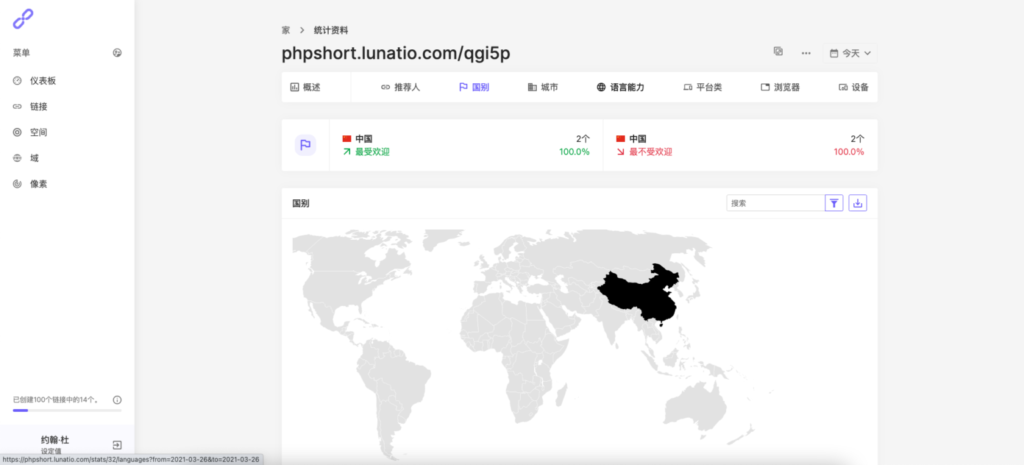 家 > 统计资料
phpshort.lunatio.com/qgi5p
今天
菜单
仪表板
链接
空间
域
像素
概述
推荐人
国别
城市
语言能力
平台类
浏览器
设备
中国 2个
最受欢迎 100.0%
中国 2个
最不受欢迎 100.0%
国别
搜索
已创建100个链接中的14个。
约翰·杜
设定值
https://phpshort.lunatio.com/stats/32/languages?from=2021-03-26&to=2021-03-26